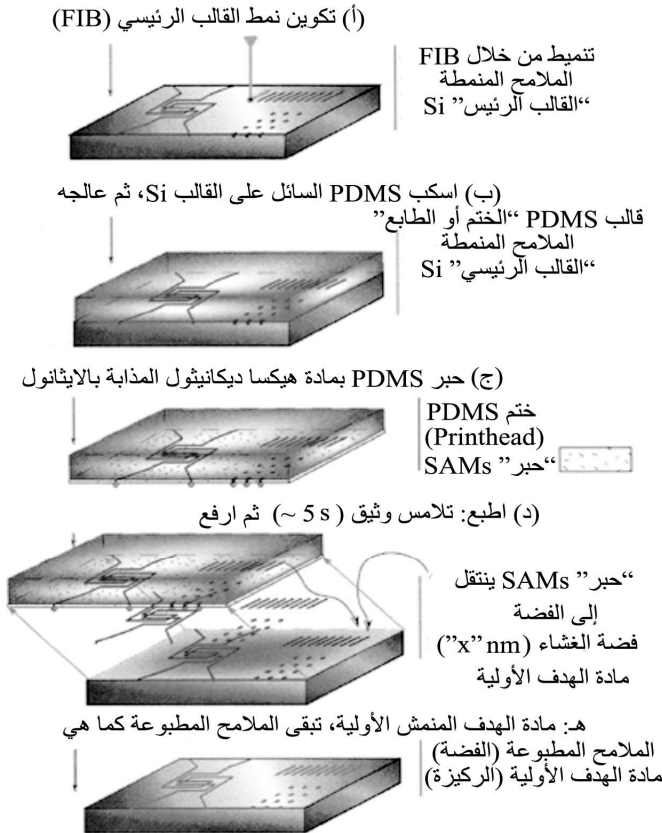 (أ) تكوين نمط القالب الرئيسي (FIB)
تنميط من خلال FIB
الملامح المنمطة
“القالب الرئيس” Si
(ب) اسكب PDMS السائل على القالب Si، ثم عالجه
قالب PDMS “الختم أو الطابع”
الملامح المنمطة
“القالب الرئيسي” Si
(ج) حبر PDMS بمادة هيكسا ديكانيثول المذابة بالايثانول
ختم PDMS
(Printhead)
“حبر” SAMs
(د) اطبع: تلامس وثيق (~ 5 s) ثم ارفع
“حبر” SAMs ينتقل
إلى الفضة
فضة الغشاء (“x” nm)
مادة الهدف الأولية
هـ: مادة الهدف المنمش الأولية، تبقى الملامح المطبوعة كما هي
الملامح المطبوعة (الفضة)
مادة الهدف الأولية (الركيزة)